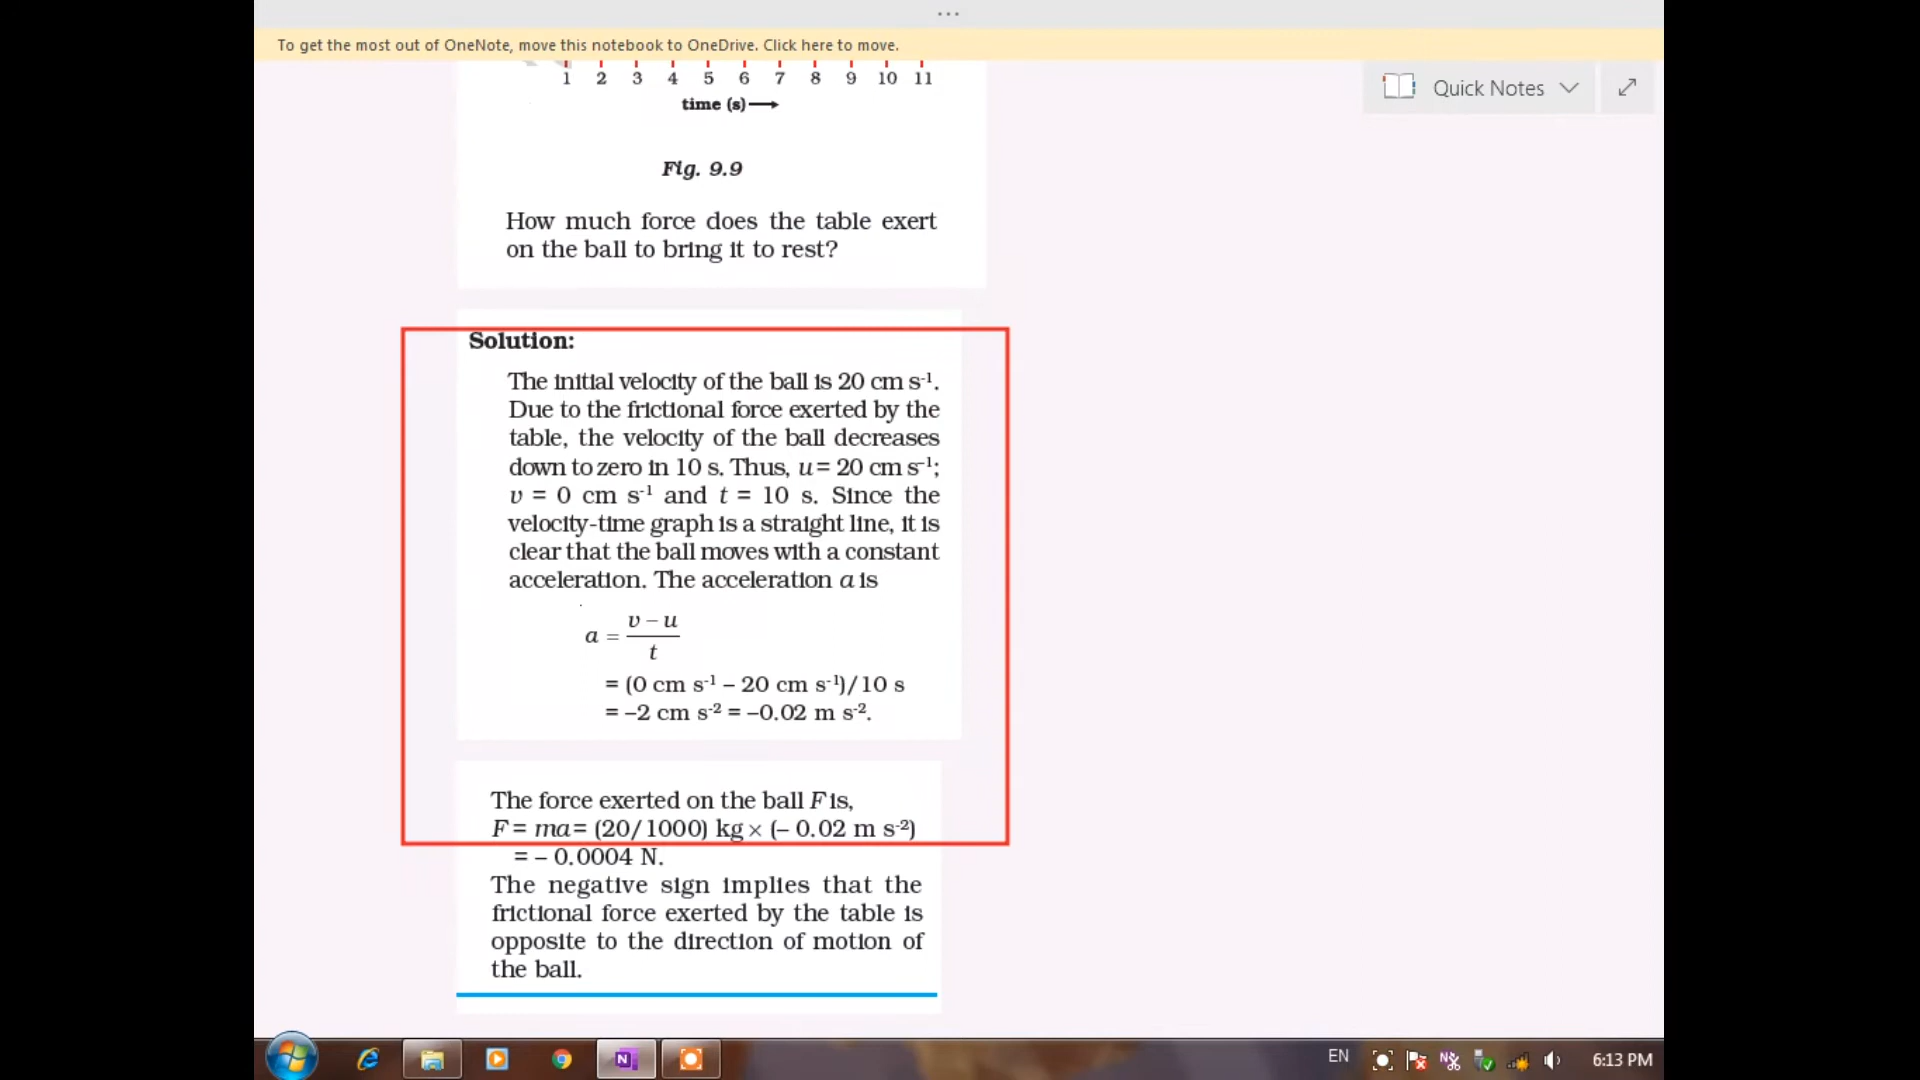 ...
To get the most out of OneNote, move this notebook to OneDrive. Click here to move.
Quick Notes
1 2 3 4 5 6 7 8 9 10 11
time (s)⟶
Fig. 9.9
How much force does the table exert
on the ball to bring it to rest?
Solution:
The initial velocity of the ball is 20 cm s⁻¹.
Due to the frictional force exerted by the
table, the velocity of the ball decreases
down to zero in 10 s. Thus, u = 20 cm s⁻¹;
v = 0 cm s⁻¹ and t = 10 s. Since the
velocity-time graph is a straight line, it is
clear that the ball moves with a constant
acceleration. The acceleration a is
a = (v – u)/t
= (0 cm s⁻¹ – 20 cm s⁻¹)/10 s
= –2 cm s⁻² = –0.02 m s⁻².
The force exerted on the ball F is,
F = ma = (20/1000) kg × (– 0.02 m s⁻²)
= – 0.0004 N.
The negative sign implies that the
frictional force exerted by the table is
opposite to the direction of motion of
the ball.
EN
6:13 PM